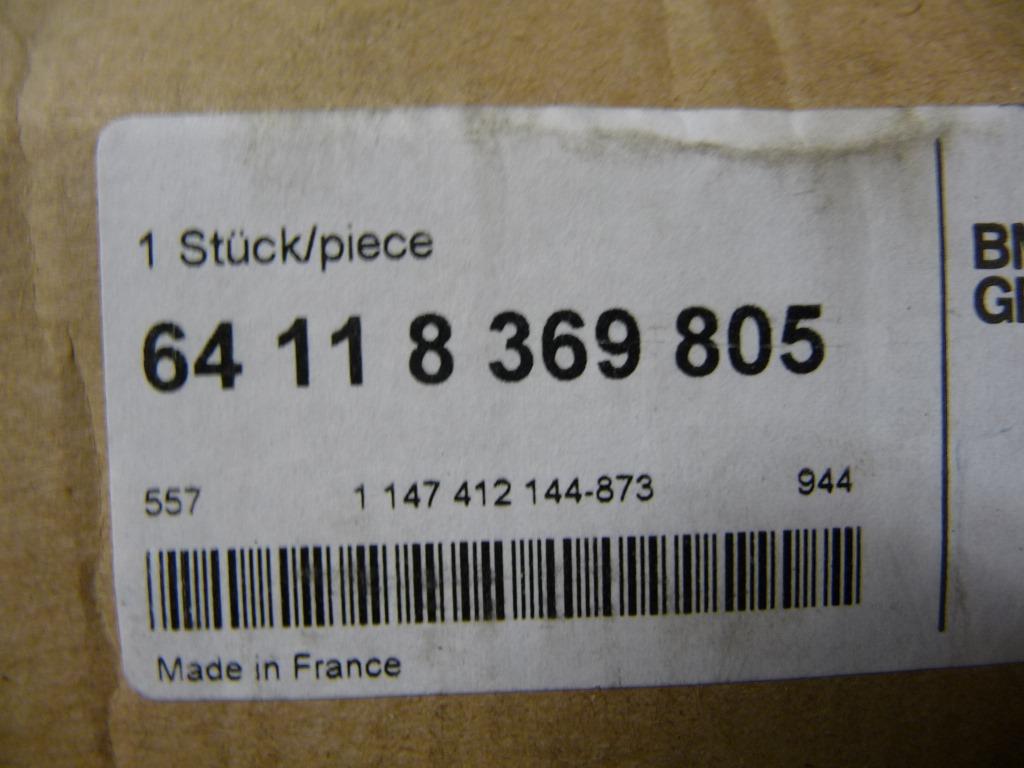 1 Stück/piece
64 11 8 369 805
557 1 147 412 144-873 944
Made in France